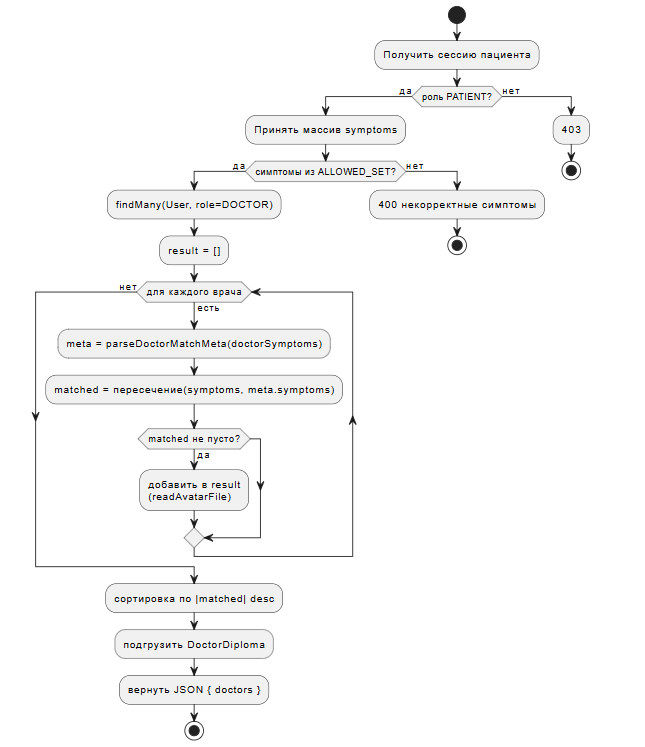 Получить сессию пациента
да
роль PATIENT?
нет
Принять массив symptoms
403
да
симптомы из ALLOWED_SET?
нет
findMany(User, role=DOCTOR)
400 некорректные симптомы
result = []
нет
для каждого врача
есть
meta = parseDoctorMatchMeta(doctorSymptoms)
matched = пересечение(symptoms, meta.symptoms)
matched не пусто?
да
добавить в result
(readAvatarFile)
сортировка по |matched| desc
подгрузить DoctorDiploma
вернуть JSON { doctors }